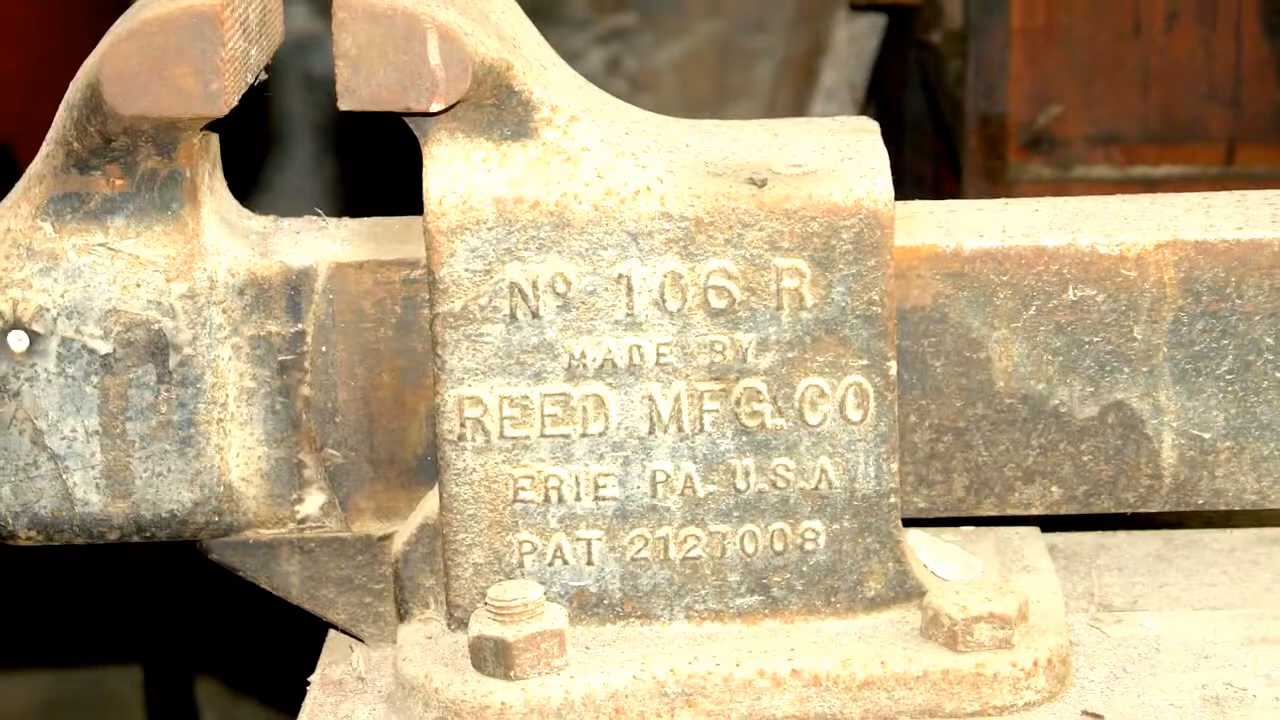 Nº 106 R
MADE BY
REED MFG. CO
ERIE PA. U.S.A
PAT 2127008